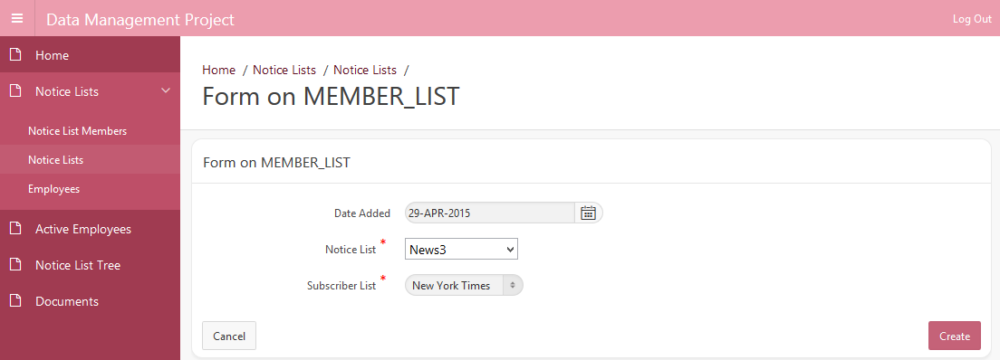 Data Management Project
Log Out
Home
Notice Lists
Notice List Members
Notice Lists
Employees
Active Employees
Notice List Tree
Documents
Home / Notice Lists / Notice Lists /
Form on MEMBER_LIST
Form on MEMBER_LIST
Date Added 29-APR-2015
Notice List * News3
Subscriber List * New York Times
Cancel Create